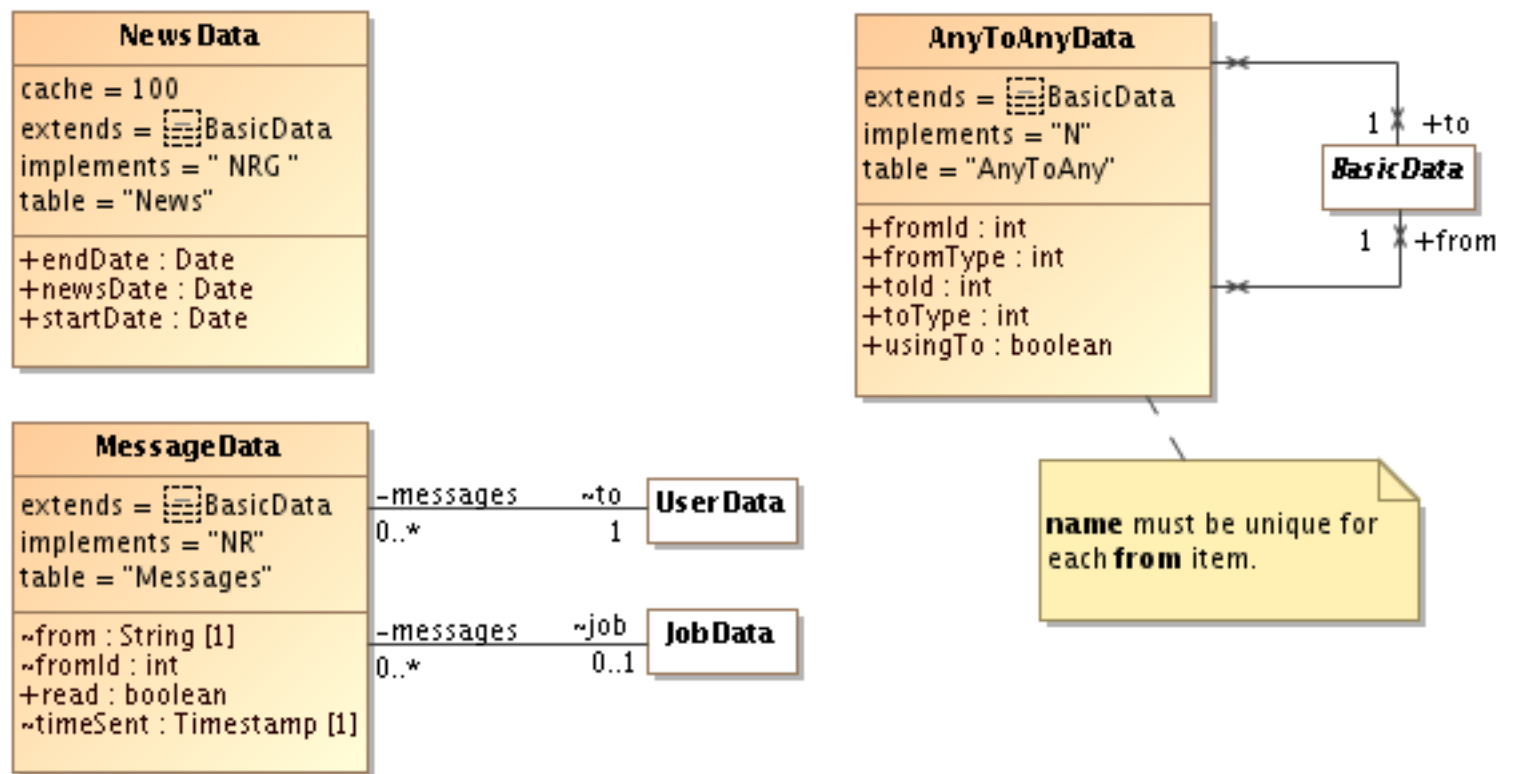 NewsData
cache = 100
extends = BasicData
implements = " NRG "
table = "News"
+endDate : Date
+newsDate : Date
+startDate : Date
AnyToAnyData
extends = BasicData
implements = "N"
table = "AnyToAny"
+fromId : int
+fromType : int
+toId : int
+toType : int
+usingTo : boolean
1 +to
BasicData
1 +from
name must be unique for
each from item.
MessageData
extends = BasicData
implements = "NR"
table = "Messages"
~from : String [1]
~fromId : int
+read : boolean
~timeSent : Timestamp [1]
-messages ~to
0..* 1
UserData
-messages ~job
0..* 0..1
JobData